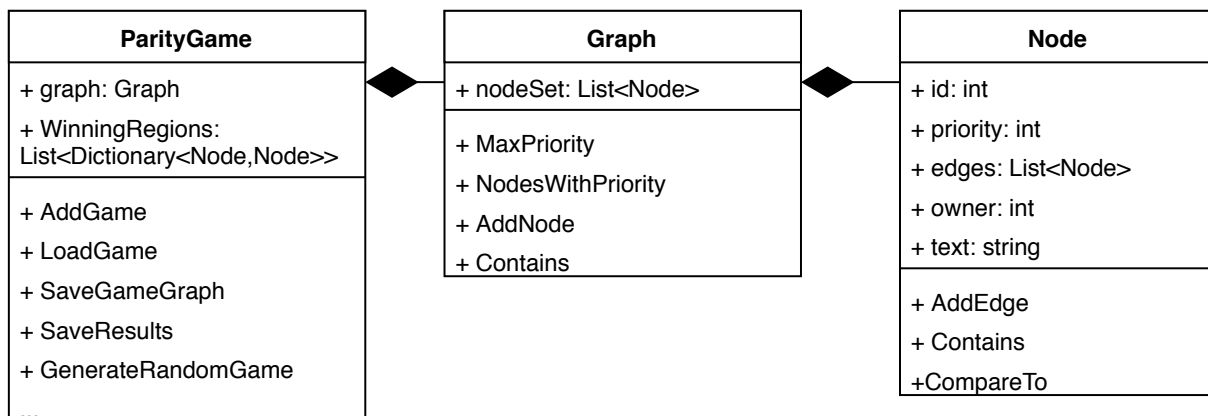 ParityGame
+ graph: Graph
+ WinningRegions:
List<Dictionary<Node,Node>>
+ AddGame
+ LoadGame
+ SaveGameGraph
+ SaveResults
+ GenerateRandomGame
...
Graph
+ nodeSet: List<Node>
+ MaxPriority
+ NodesWithPriority
+ AddNode
+ Contains
Node
+ id: int
+ priority: int
+ edges: List<Node>
+ owner: int
+ text: string
+ AddEdge
+ Contains
+CompareTo